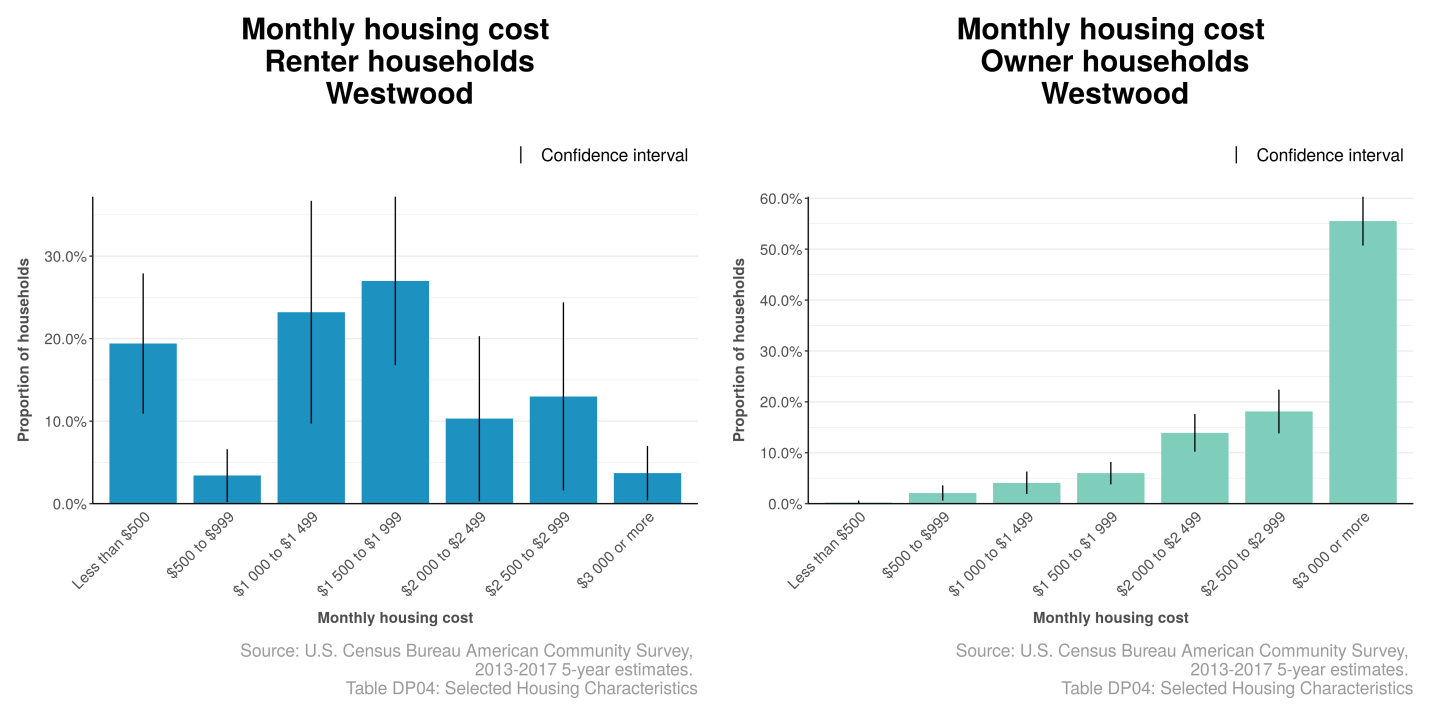 Monthly housing cost
Renter households
Westwood
Confidence interval
Proportion of households
30.0%
20.0%
10.0%
0.0%
Less than $500
$500 to $999
$1 000 to $1 499
$1 500 to $1 999
$2 000 to $2 499
$2 500 to $2 999
$3 000 or more
Monthly housing cost
Source: U.S. Census Bureau American Community Survey,
2013-2017 5-year estimates.
Table DP04: Selected Housing Characteristics
Monthly housing cost
Owner households
Westwood
Confidence interval
Proportion of households
60.0%
50.0%
40.0%
30.0%
20.0%
10.0%
0.0%
Less than $500
$500 to $999
$1 000 to $1 499
$1 500 to $1 999
$2 000 to $2 499
$2 500 to $2 999
$3 000 or more
Monthly housing cost
Source: U.S. Census Bureau American Community Survey,
2013-2017 5-year estimates.
Table DP04: Selected Housing Characteristics